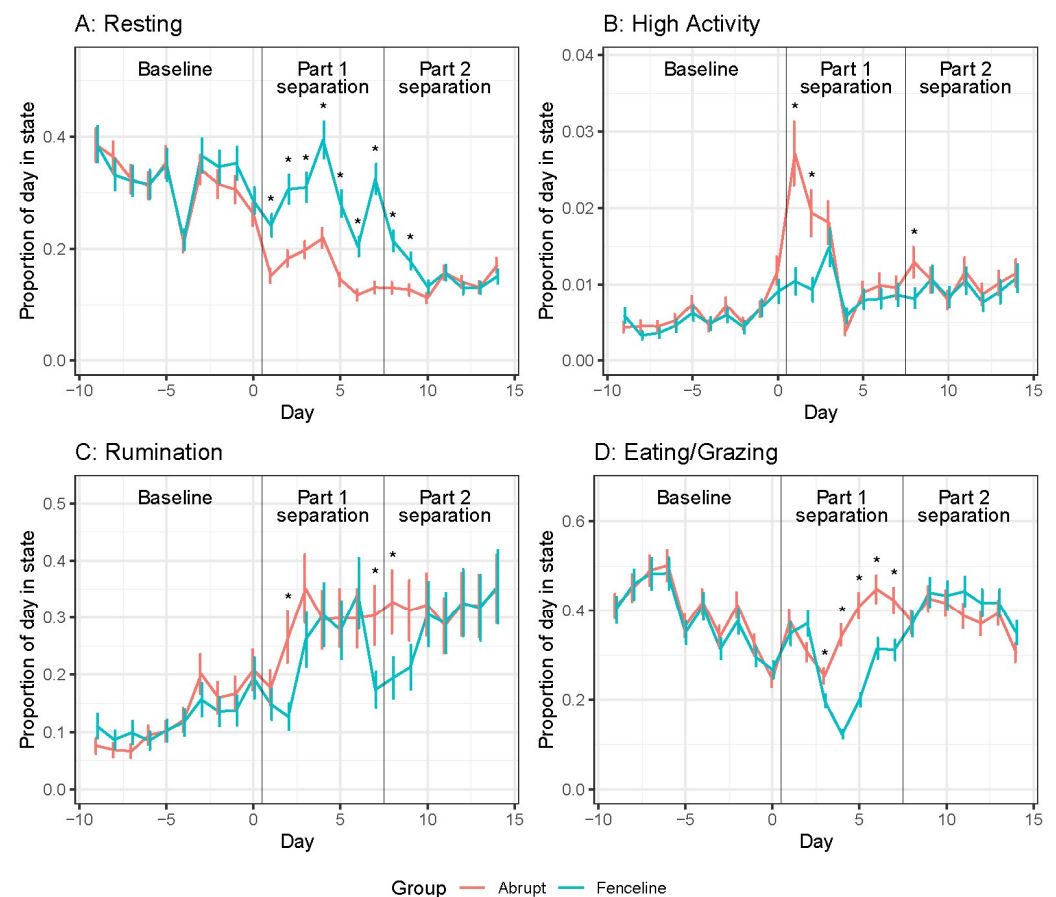 A: Resting
Baseline
Part 1
separation
Part 2
separation
Proportion of day in state
0.4
0.2
0.0
* * * * * * * * *
−10 −5 0 5 10 15
Day
B: High Activity
Baseline
Part 1
separation
Part 2
separation
Proportion of day in state
0.04
0.03
0.02
0.01
0.00
* * *
−10 −5 0 5 10 15
Day
C: Rumination
Baseline
Part 1
separation
Part 2
separation
Proportion of day in state
0.5
0.4
0.3
0.2
0.1
0.0
* * *
−10 −5 0 5 10 15
Day
D: Eating/Grazing
Baseline
Part 1
separation
Part 2
separation
Proportion of day in state
0.6
0.4
0.2
0.0
* * * * *
−10 −5 0 5 10 15
Day
Group Abrupt Fenceline